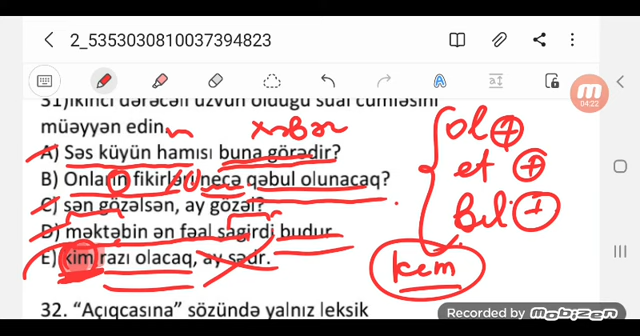 2_5353030810037394823
04:22
31)İkinci dərəcəli üzvün olduğu sual cümləsini
müəyyən edin.
xəbər
A) Səs küyün hamısı buna görədir?
B) Onların fikirləri necə qəbul olunacaq?
C) sən gözəlsən, ay gözəl?
D) məktəbin ən fəal şagirdi budur
E) kim razı olacaq, ay sədr.
ol +
et +
bil +
kem
32. "Açıqcasına" sözündə yalnız leksik
Recorded by Mobizen